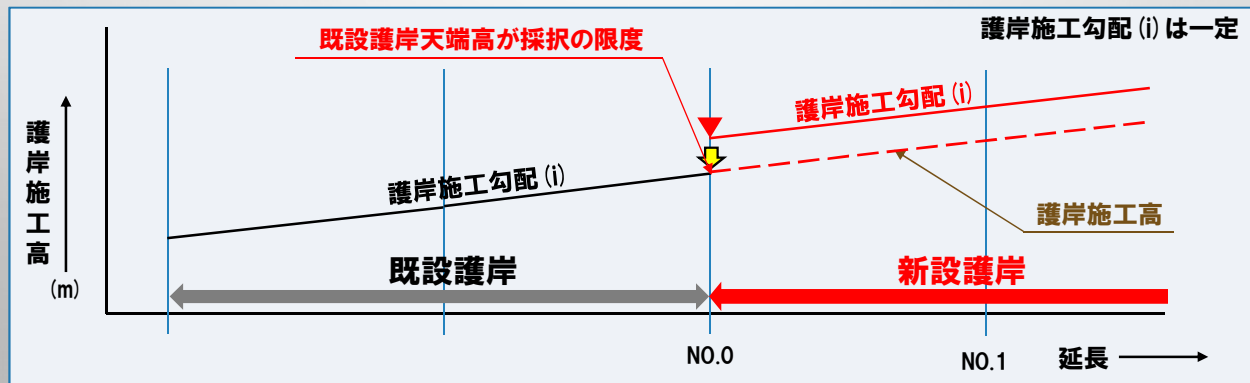 護岸施工勾配(i)は一定
既設護岸天端高が採択の限度
護岸施工勾配(i)
護岸施工高
(m)
護岸施工勾配(i)
護岸施工高
既設護岸
新設護岸
NO.0
NO.1
延長